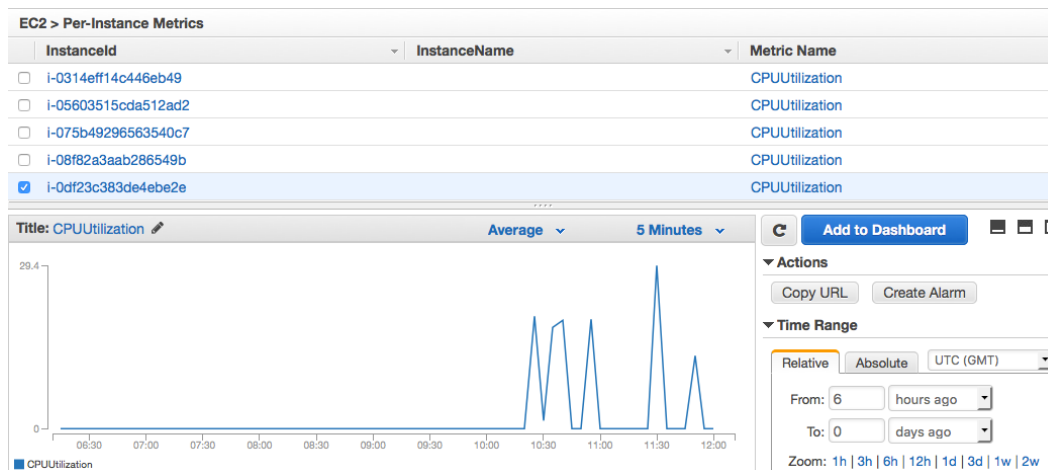 EC2 > Per-Instance Metrics
InstanceId InstanceName Metric Name
i-0314eff14c446eb49 CPUUtilization
i-05603515cda512ad2 CPUUtilization
i-075b49296563540c7 CPUUtilization
i-08f82a3aab286549b CPUUtilization
i-0df23c383de4ebe2e CPUUtilization
Title: CPUUtilization Average 5 Minutes Add to Dashboard
Actions
Copy URL Create Alarm
Time Range
Relative Absolute UTC (GMT)
From: 6 hours ago
To: 0 days ago
Zoom: 1h | 3h | 6h | 12h | 1d | 3d | 1w | 2w
29.4
0
06:30 07:00 07:30 08:00 08:30 09:00 09:30 10:00 10:30 11:00 11:30 12:00
CPUUtilization